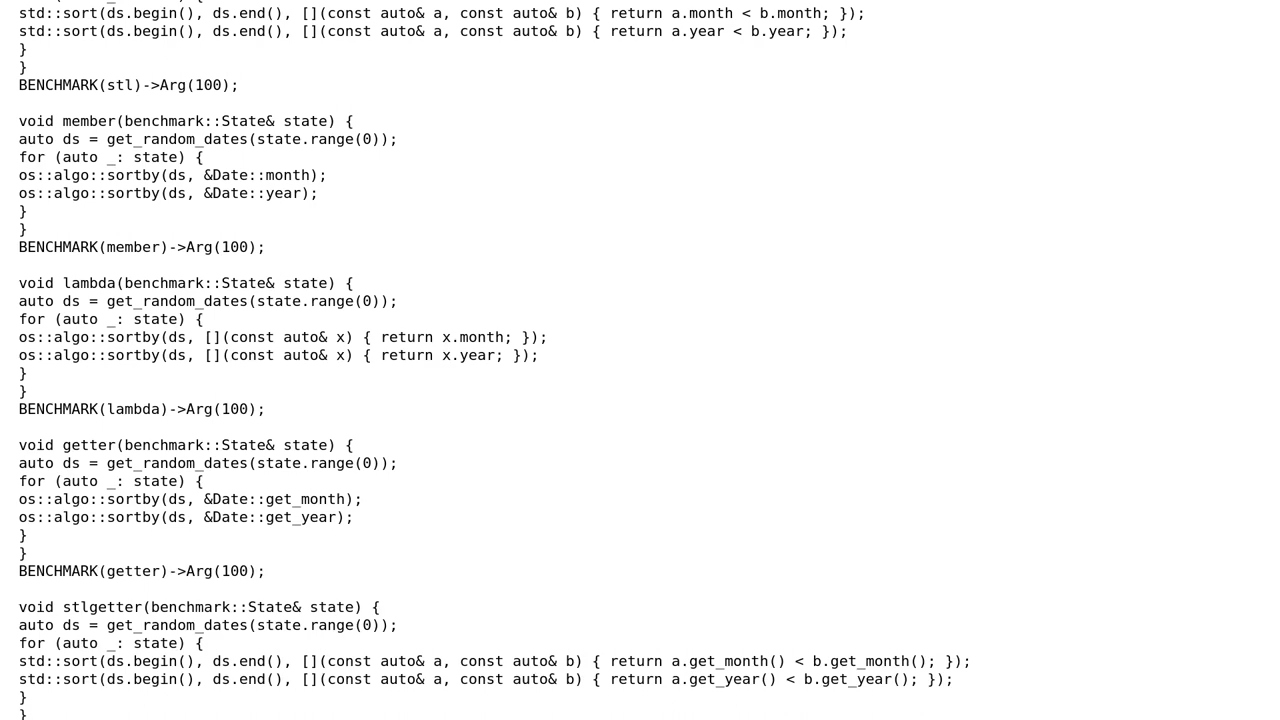 std::sort(ds.begin(), ds.end(), [](const auto& a, const auto& b) { return a.month < b.month; });
std::sort(ds.begin(), ds.end(), [](const auto& a, const auto& b) { return a.year < b.year; });
}
}
BENCHMARK(stl)->Arg(100);
void member(benchmark::State& state) {
auto ds = get_random_dates(state.range(0));
for (auto _: state) {
os::algo::sortby(ds, &Date::month);
os::algo::sortby(ds, &Date::year);
}
}
BENCHMARK(member)->Arg(100);
void lambda(benchmark::State& state) {
auto ds = get_random_dates(state.range(0));
for (auto _: state) {
os::algo::sortby(ds, [](const auto& x) { return x.month; });
os::algo::sortby(ds, [](const auto& x) { return x.year; });
}
}
BENCHMARK(lambda)->Arg(100);
void getter(benchmark::State& state) {
auto ds = get_random_dates(state.range(0));
for (auto _: state) {
os::algo::sortby(ds, &Date::get_month);
os::algo::sortby(ds, &Date::get_year);
}
}
BENCHMARK(getter)->Arg(100);
void stlgetter(benchmark::State& state) {
auto ds = get_random_dates(state.range(0));
for (auto _: state) {
std::sort(ds.begin(), ds.end(), [](const auto& a, const auto& b) { return a.get_month() < b.get_month(); });
std::sort(ds.begin(), ds.end(), [](const auto& a, const auto& b) { return a.get_year() < b.get_year(); });
}
}